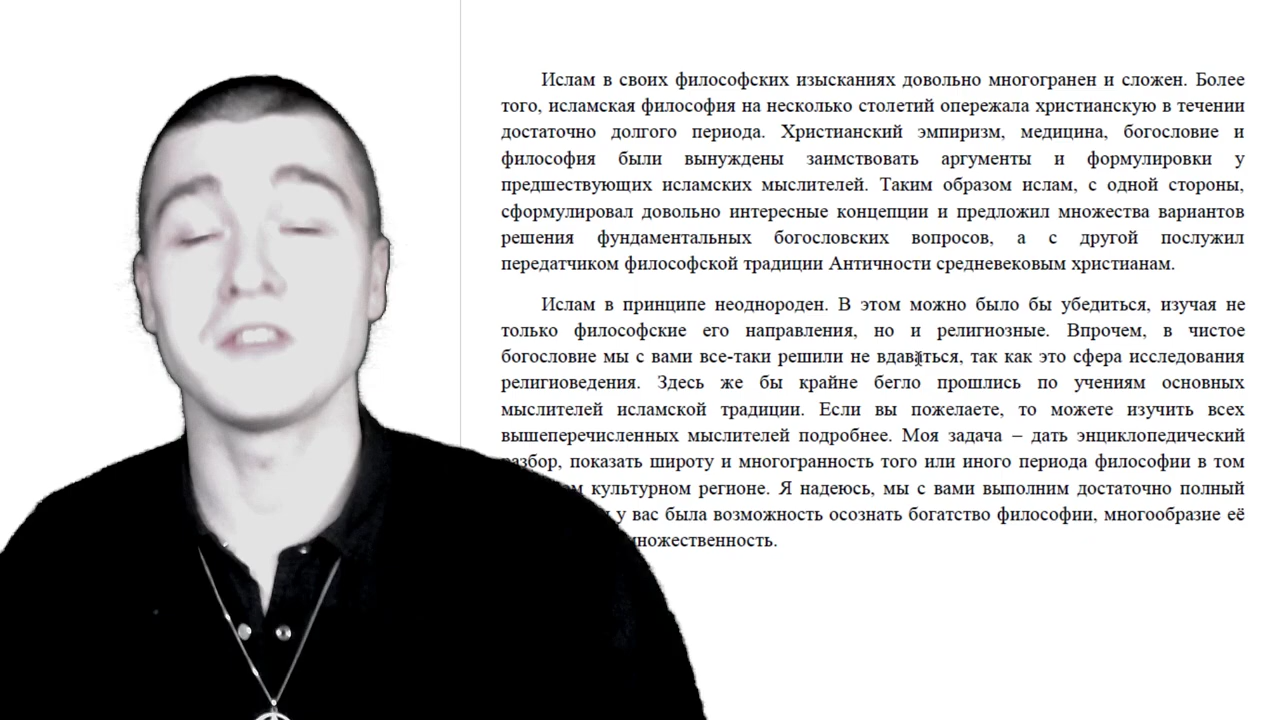 Ислам в своих философских изысканиях довольно многогранен и сложен. Более
того, исламская философия на несколько столетий опережала христианскую в течении
достаточно долгого периода. Христианский эмпиризм, медицина, богословие и
философия были вынуждены заимствовать аргументы и формулировки у
предшествующих исламских мыслителей. Таким образом ислам, с одной стороны,
сформулировал довольно интересные концепции и предложил множества вариантов
решения фундаментальных богословских вопросов, а с другой послужил
передатчиком философской традиции Античности средневековым христианам.
Ислам в принципе неоднороден. В этом можно было бы убедиться, изучая не
только философские его направления, но и религиозные. Впрочем, в чистое
богословие мы с вами все-таки решили не вдаваться, так как это сфера исследования
религиоведения. Здесь же бы крайне бегло прошлись по учениям основных
мыслителей исламской традиции. Если вы пожелаете, то можете изучить всех
вышеперечисленных мыслителей подробнее. Моя задача – дать энциклопедический
разбор, показать широту и многогранность того или иного периода философии в том
культурном регионе. Я надеюсь, мы с вами выполним достаточно полный
у вас была возможность осознать богатство философии, многообразие её
множественность.